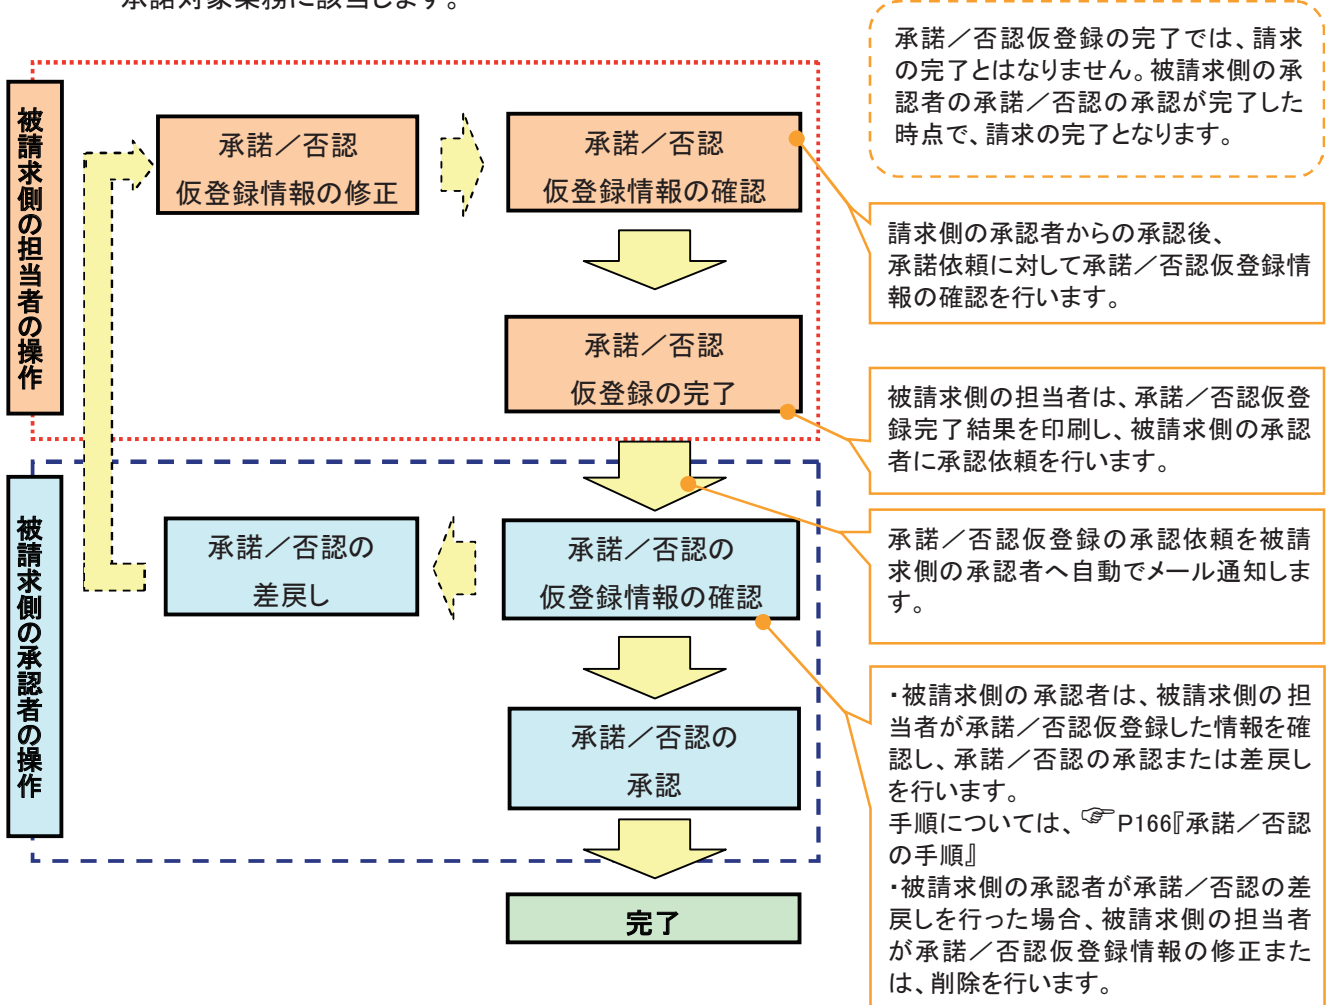 承諾対象業務に該当します。
承諾／否認仮登録の完了では、請求
の完了とはなりません。被請求側の承
認者の承諾／否認の承認が完了した
時点で、請求の完了となります。
被請求側の担当者の操作
承諾／否認
仮登録情報の修正
承諾／否認
仮登録情報の確認
請求側の承認者からの承認後、
承諾依頼に対して承諾／否認仮登録情
報の確認を行います。
承諾／否認
仮登録の完了
被請求側の担当者は、承諾／否認仮登
録完了結果を印刷し、被請求側の承認
者に承認依頼を行います。
被請求側の承認者の操作
承諾／否認の
差戻し
承諾／否認の
仮登録情報の確認
承諾／否認仮登録の承認依頼を被請
求側の承認者へ自動でメール通知しま
す。
承諾／否認の
承認
・被請求側の承認者は、被請求側の担
当者が承諾／否認仮登録した情報を確
認し、承諾／否認の承認または差戻し
を行います。
手順については、☞P166『承諾／否認
の手順』
・被請求側の承認者が承諾／否認の差
戻しを行った場合、被請求側の担当者
が承諾／否認仮登録情報の修正また
は、削除を行います。
完了